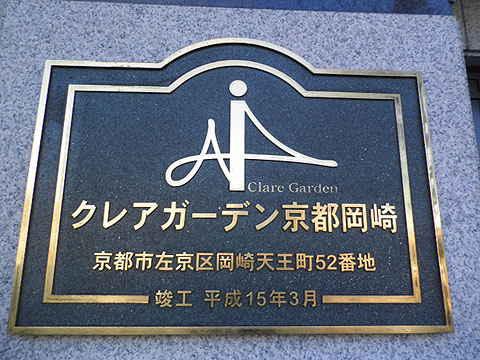 Clare Garden
クレアガーデン京都岡崎
京都市左京区岡崎天王町52番地
竣工 平成15年3月